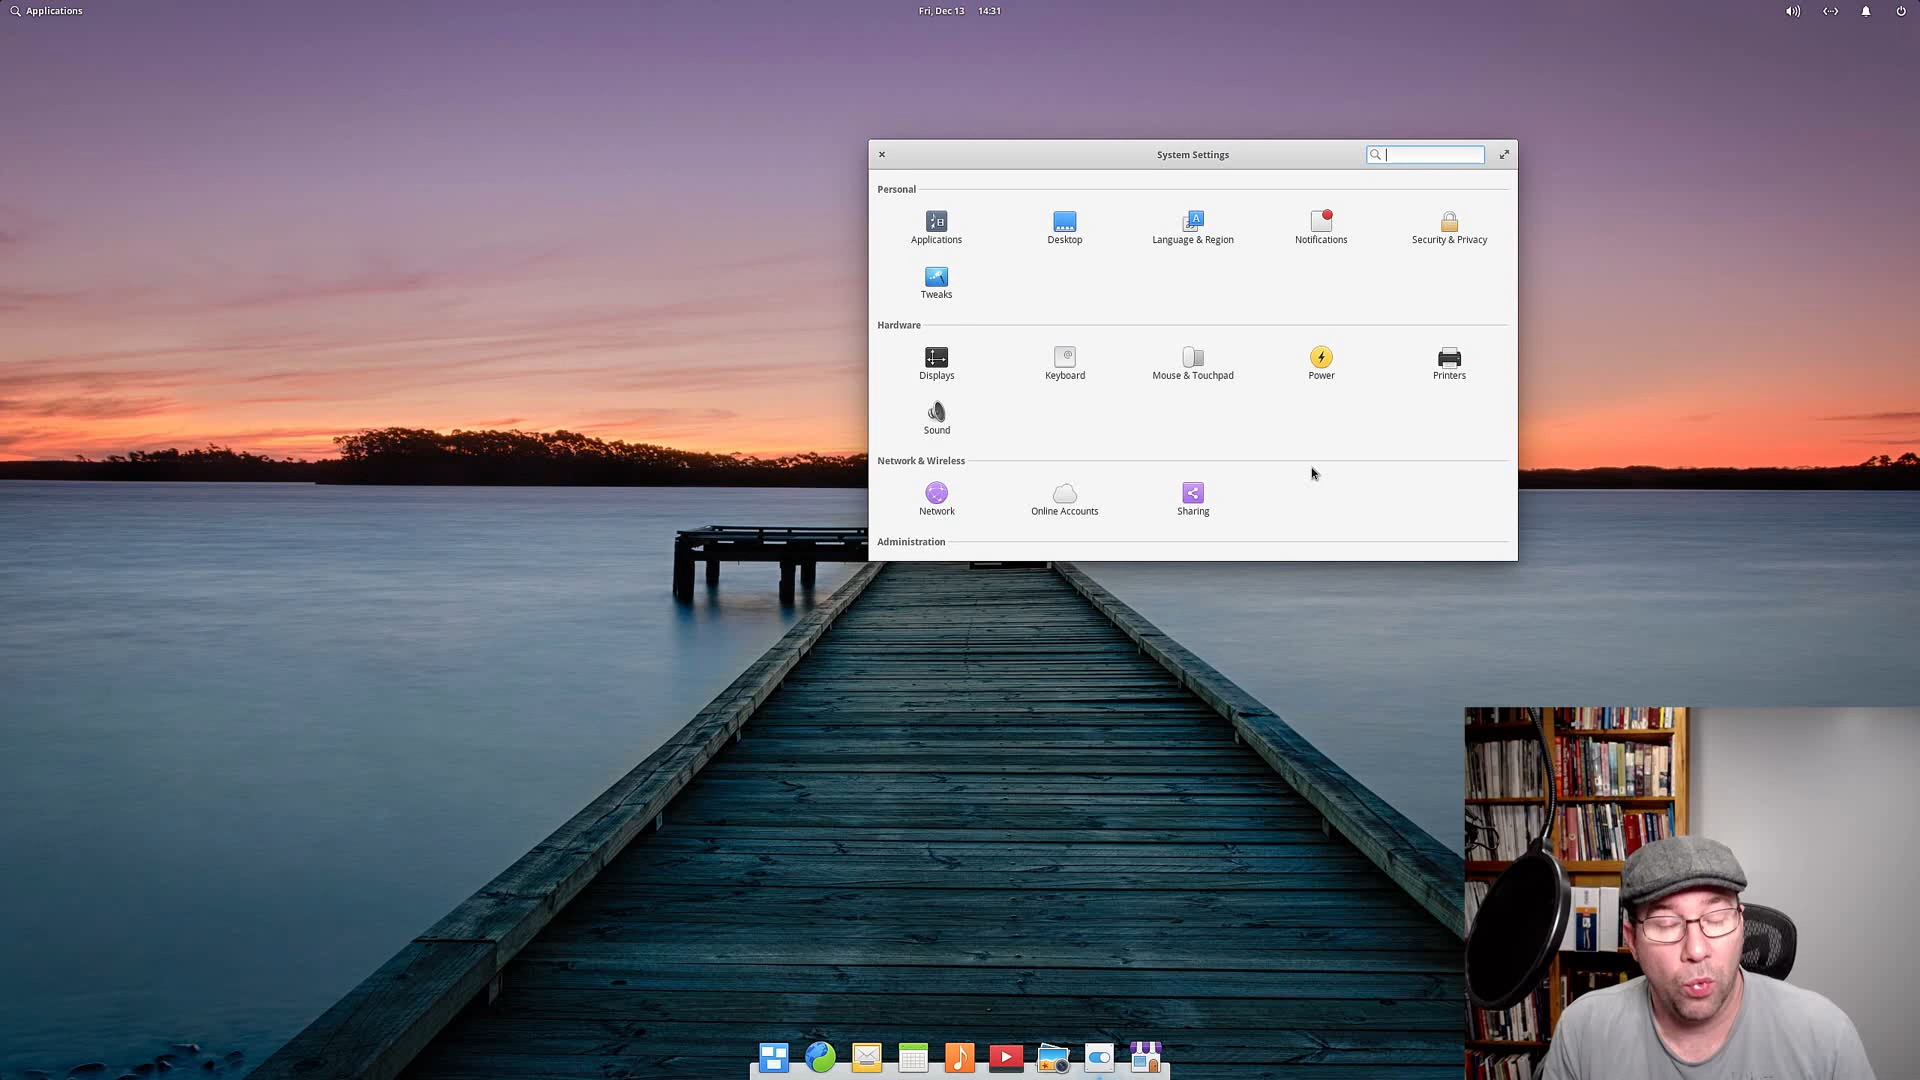 Applications
Fri, Dec 13 14:31
System Settings
Personal
Applications
Desktop
Language & Region
Notifications
Security & Privacy
Tweaks
Hardware
Displays
Keyboard
Mouse & Touchpad
Power
Printers
Sound
Network & Wireless
Network
Online Accounts
Sharing
Administration